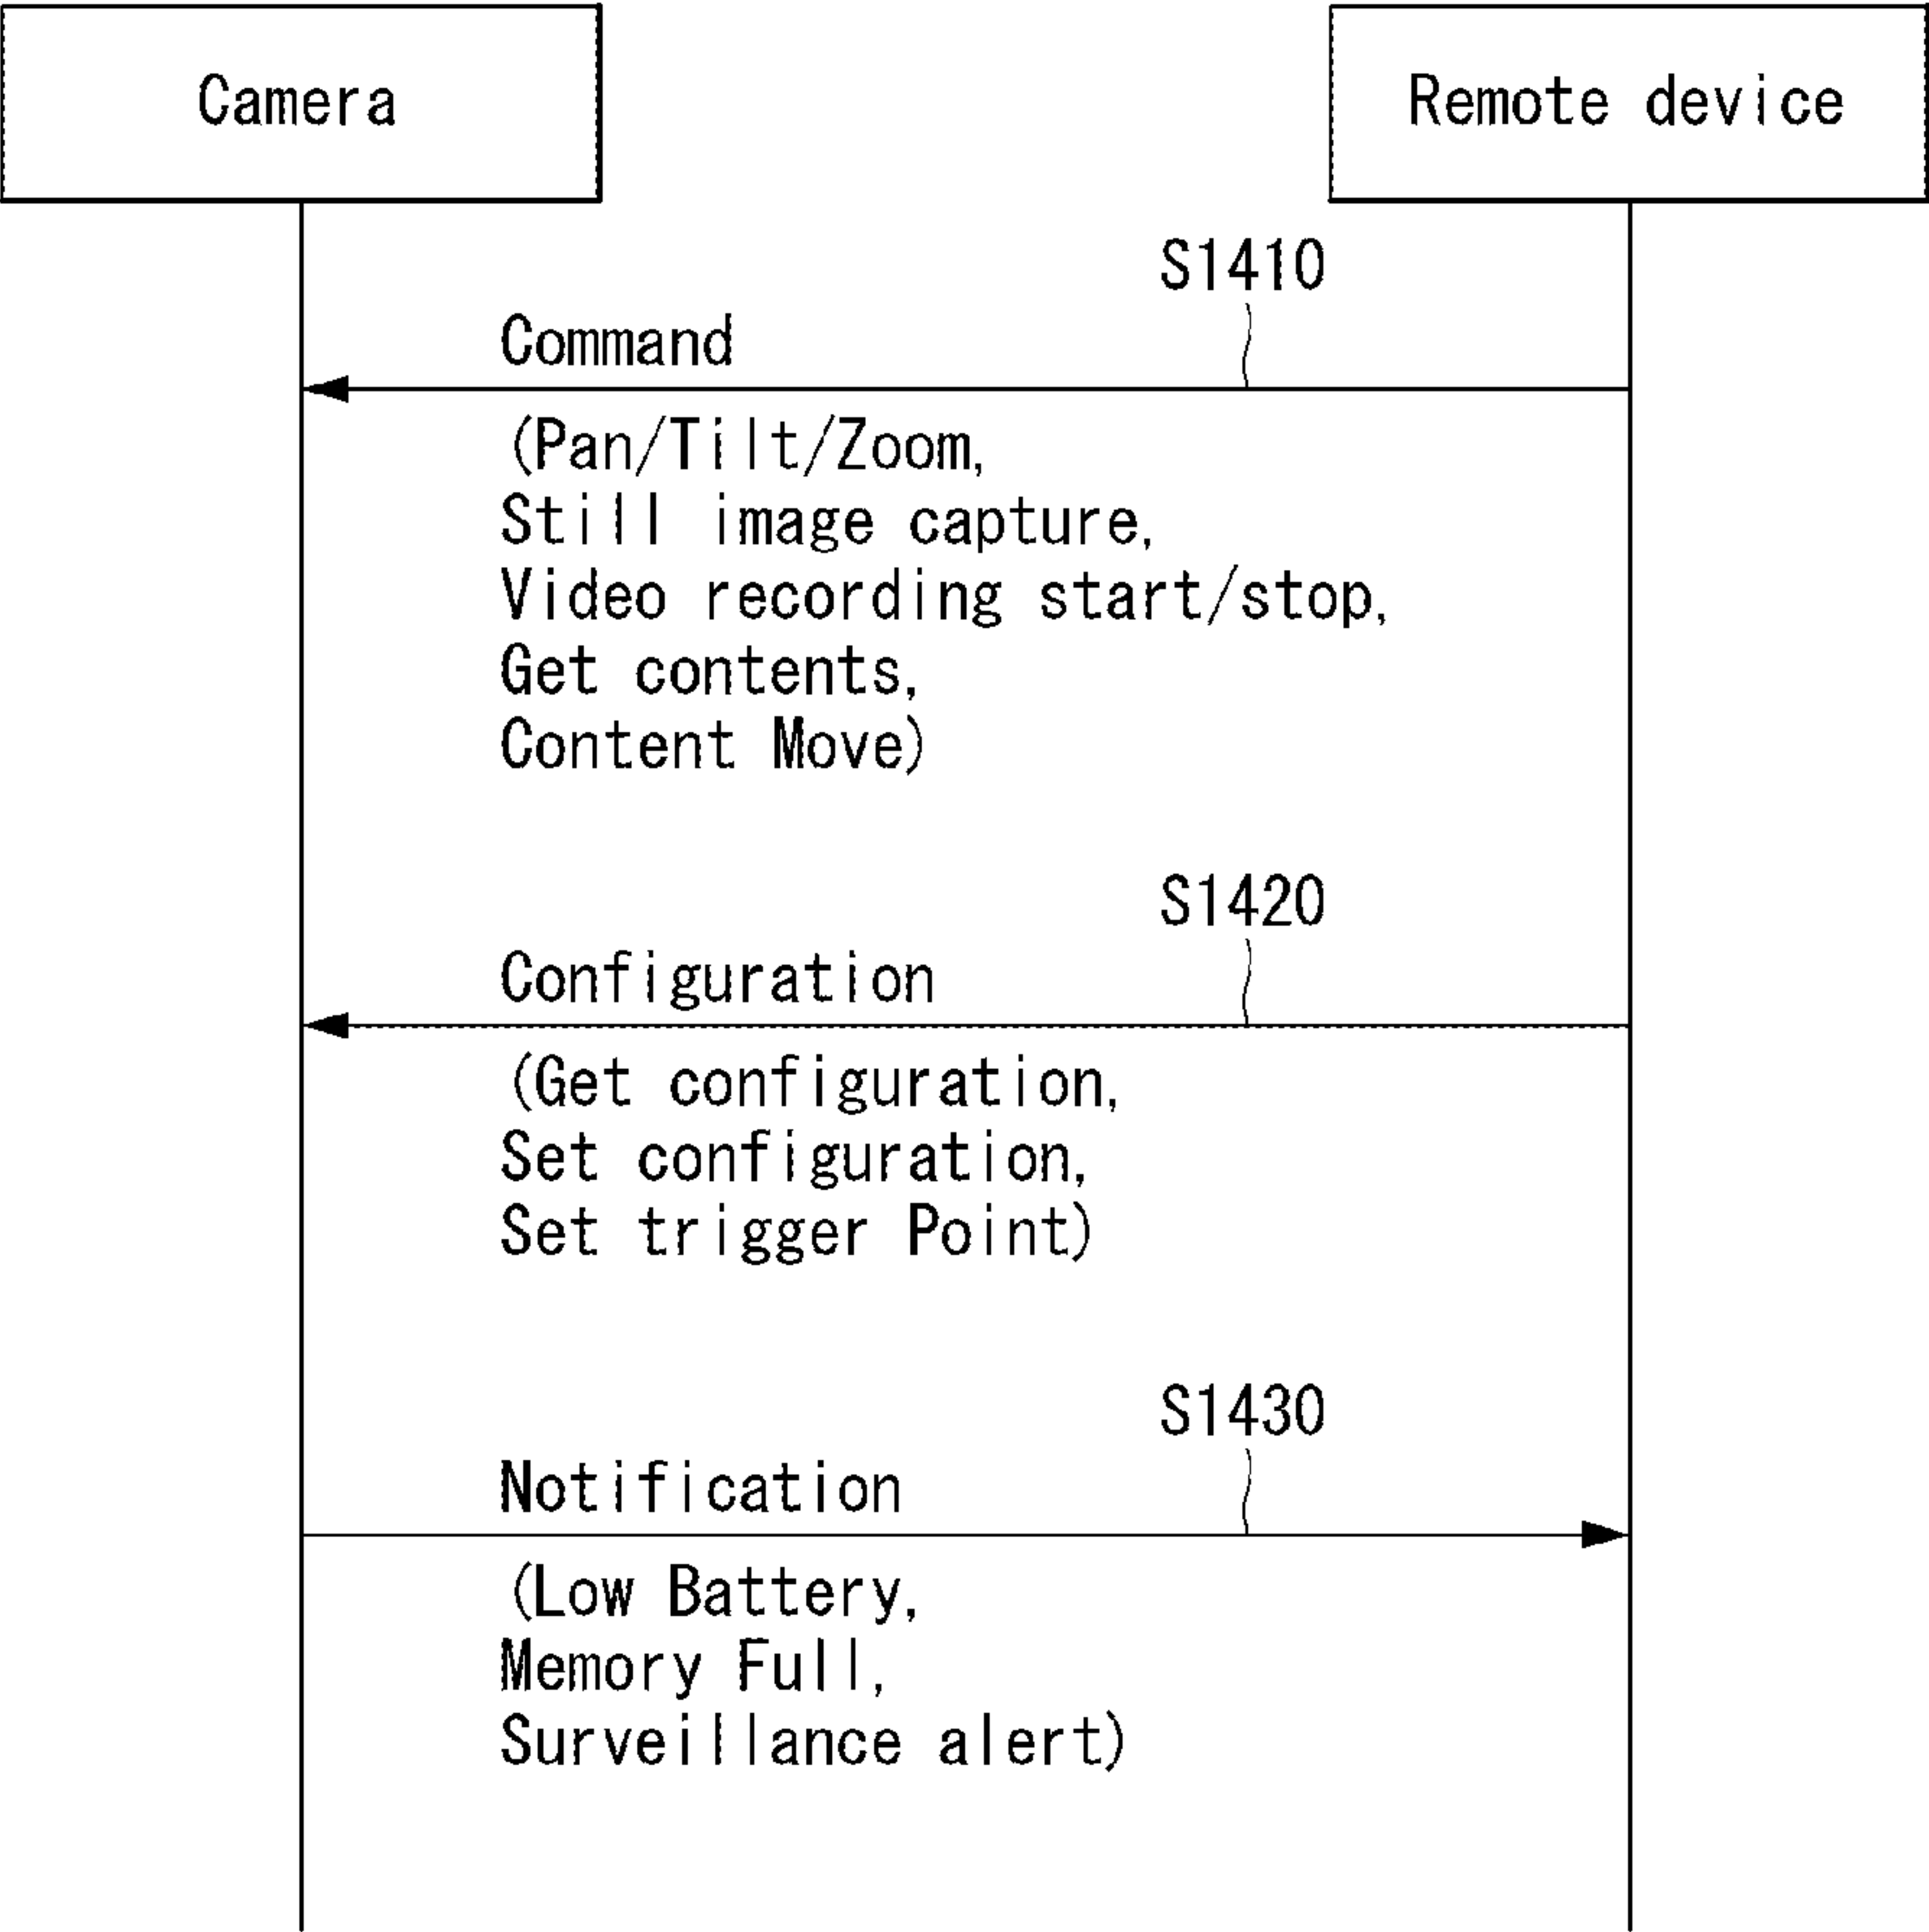 Camera
Remote device
S1410
Command
(Pan/Tilt/Zoom,
Still image capture,
Video recording start/stop,
Get contents,
Content Move)
S1420
Configuration
(Get configuration,
Set configuration,
Set trigger Point)
S1430
Notification
(Low Battery,
Memory Full,
Surveillance alert)